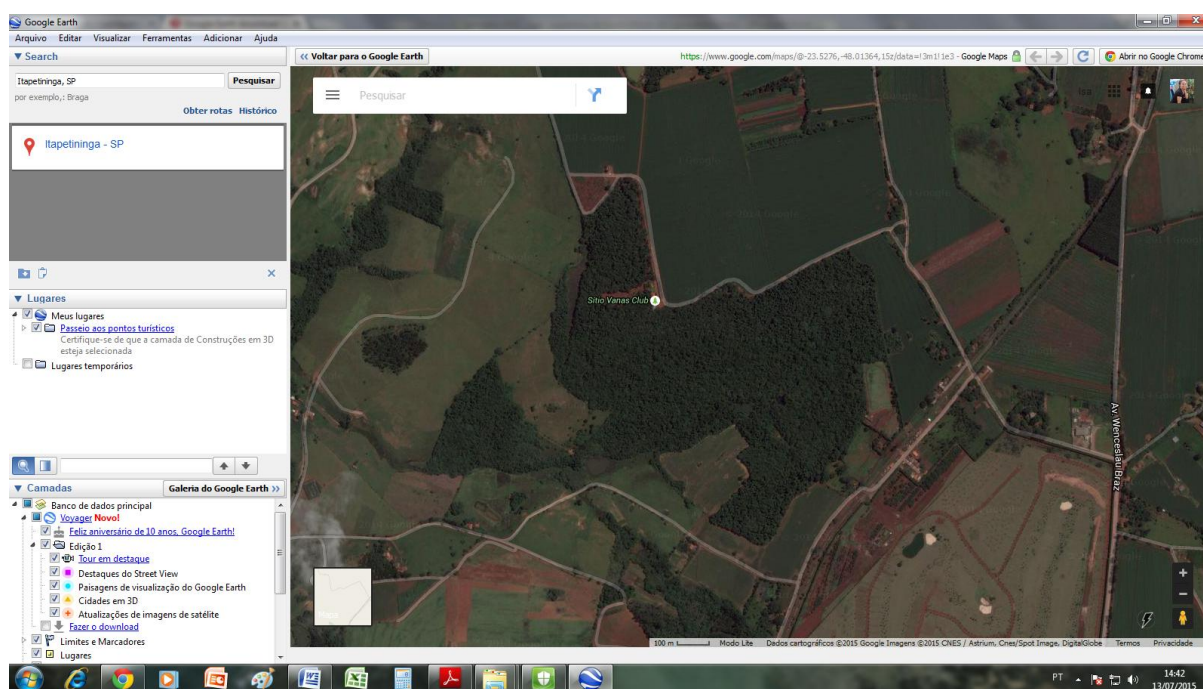 Google Earth
Arquivo Editar Visualizar Ferramentas Adicionar Ajuda
Search
Itapetininga, SP
Pesquisar
por exemplo,: Braga
Obter rotas Histórico
Itapetininga - SP
Lugares
Meus lugares
Passeio aos pontos turísticos
Certifique-se de que a camada de Construções em 3D
esteja selecionada
Lugares temporários
Camadas
Galeria do Google Earth >>
Banco de dados principal
Voyager Novo!
Feliz aniversário de 10 anos, Google Earth!
Edição 1
Tour em destaque
Destaques do Street View
Paisagens de visualização do Google Earth
Cidades em 3D
Atualizações de imagens de satélite
Fazer o download
Limites e Marcadores
Lugares
<< Voltar para o Google Earth
https://www.google.com/maps/@-23.5276,-48.01364,15z/data=!3m1!1e3 - Google Maps
Abrir no Google Chrome
Pesquisar
Sítio Vanas Club
Av. Wenceslau Braz
100 m
Modo Lite
Dados cartográficos ©2015 Google Imagens ©2015 CNES / Astrium, Cnes/Spot Image, DigitalGlobe
Termos
Privacidade
PT
14:42
13/07/2015